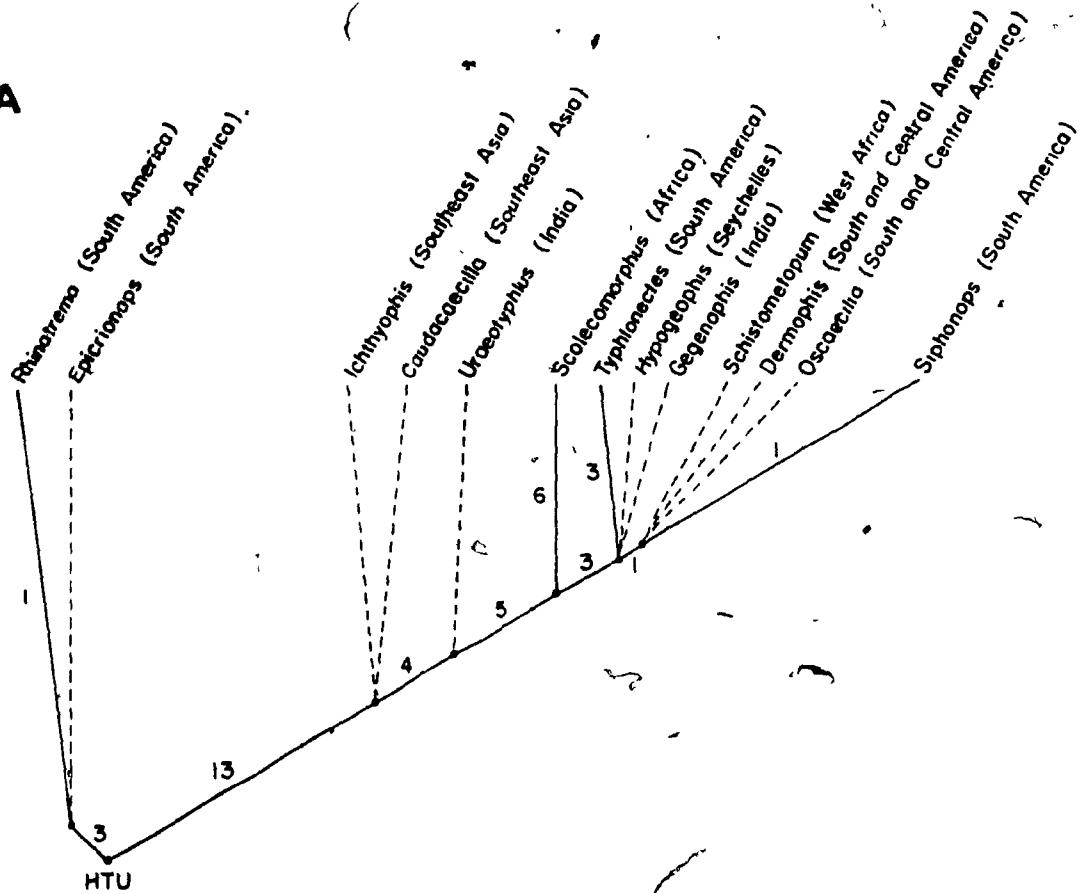 A
Rhinatrema (South America)
Epicrionops (South America)
Ichthyophis (Southeast Asia)
Caudacaecilia (Southeast Asia)
Uraeotyphlus (India)
Scolecomorphus (Africa)
Typhlonectes (South America)
Hypogeophis (Seychelles)
Gegenophis (India)
Schistometopum (West Africa)
Dermophis (South and Central America)
Oscaecilia (South and Central America)
Siphonops (South America)
1
6
3
1
3
1
5
4
13
3
HTU